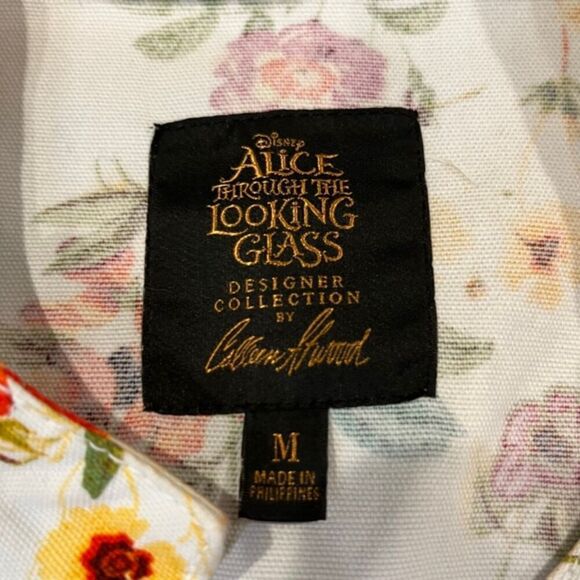 Disney
ALICE
THROUGH THE
LOOKING
GLASS
DESIGNER
COLLECTION
BY
Colleen Atwood
M
MADE IN
PHILIPPINES